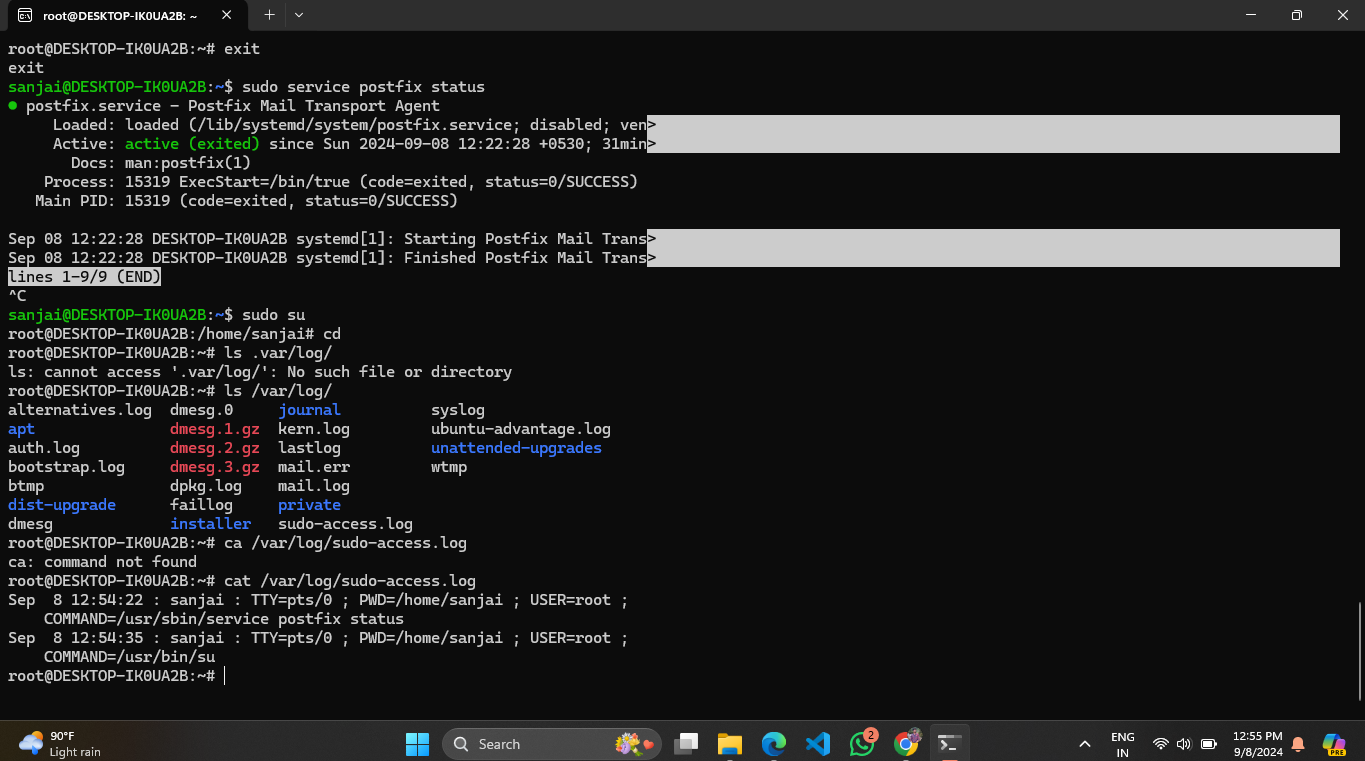 root@DESKTOP-IK0UA2B: ~
root@DESKTOP-IK0UA2B:~# exit
exit
sanjai@DESKTOP-IK0UA2B:~$ sudo service postfix status
● postfix.service - Postfix Mail Transport Agent
     Loaded: loaded (/lib/systemd/system/postfix.service; disabled; ven>
     Active: active (exited) since Sun 2024-09-08 12:22:28 +0530; 31min>
       Docs: man:postfix(1)
    Process: 15319 ExecStart=/bin/true (code=exited, status=0/SUCCESS)
   Main PID: 15319 (code=exited, status=0/SUCCESS)

Sep 08 12:22:28 DESKTOP-IK0UA2B systemd[1]: Starting Postfix Mail Trans>
Sep 08 12:22:28 DESKTOP-IK0UA2B systemd[1]: Finished Postfix Mail Trans>
lines 1-9/9 (END)
^C
sanjai@DESKTOP-IK0UA2B:~$ sudo su
root@DESKTOP-IK0UA2B:/home/sanjai# cd
root@DESKTOP-IK0UA2B:~# ls .var/log/
ls: cannot access '.var/log/': No such file or directory
root@DESKTOP-IK0UA2B:~# ls /var/log/
alternatives.log  dmesg.0     journal          syslog
apt               dmesg.1.gz  kern.log         ubuntu-advantage.log
auth.log          dmesg.2.gz  lastlog          unattended-upgrades
bootstrap.log     dmesg.3.gz  mail.err         wtmp
btmp              dpkg.log    mail.log
dist-upgrade      faillog     private
dmesg             installer   sudo-access.log
root@DESKTOP-IK0UA2B:~# ca /var/log/sudo-access.log
ca: command not found
root@DESKTOP-IK0UA2B:~# cat /var/log/sudo-access.log
Sep  8 12:54:22 : sanjai : TTY=pts/0 ; PWD=/home/sanjai ; USER=root ;
    COMMAND=/usr/sbin/service postfix status
Sep  8 12:54:35 : sanjai : TTY=pts/0 ; PWD=/home/sanjai ; USER=root ;
    COMMAND=/usr/bin/su
root@DESKTOP-IK0UA2B:~#
90°F
Light rain
Search
2
ENG
IN
12:55 PM
9/8/2024
PRE